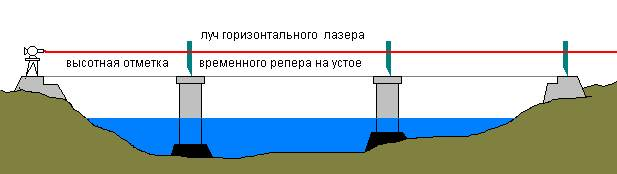 луч горизонтального лазера
высотная отметка временного репера на устое